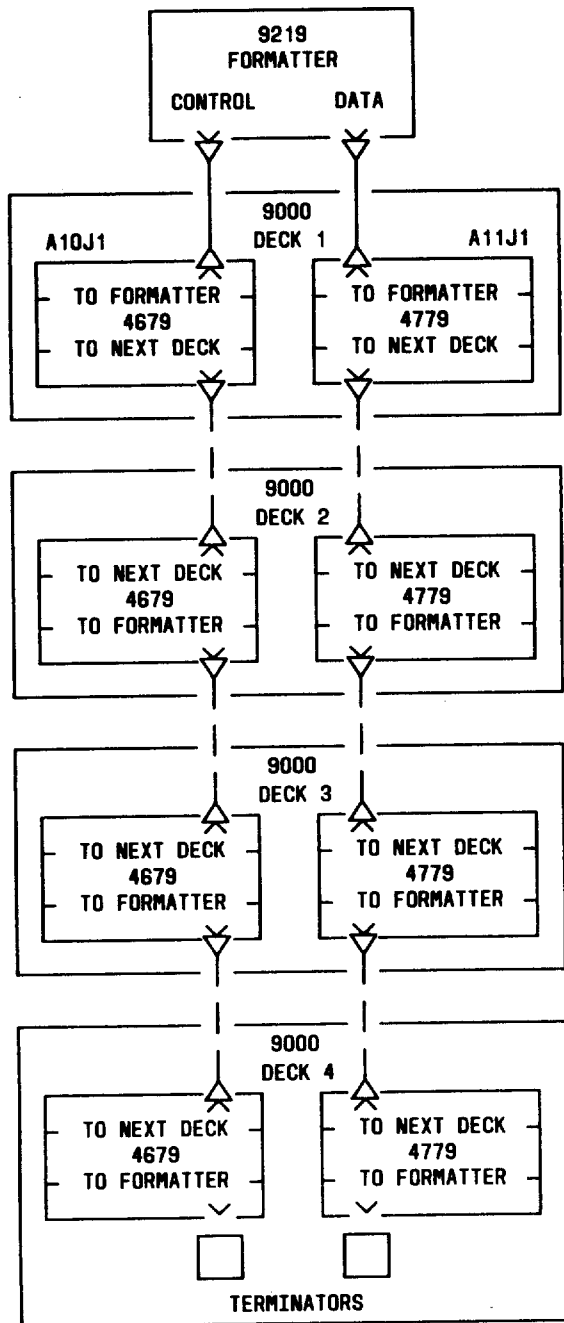 9219
FORMATTER
CONTROL DATA
9000
DECK 1
A10J1 A11J1
TO FORMATTER
4679
TO NEXT DECK
TO FORMATTER
4779
TO NEXT DECK
9000
DECK 2
TO NEXT DECK
4679
TO FORMATTER
TO NEXT DECK
4779
TO FORMATTER
9000
DECK 3
TO NEXT DECK
4679
TO FORMATTER
TO NEXT DECK
4779
TO FORMATTER
9000
DECK 4
TO NEXT DECK
4679
TO FORMATTER
TO NEXT DECK
4779
TO FORMATTER
TERMINATORS